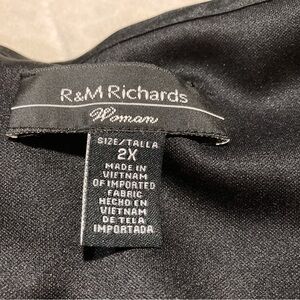 R&M Richards
Woman
SIZE/TALLA
2X
MADE IN
VIETNAM
OF IMPORTED
FABRIC
HECHO EN
VIETNAM
DE TELA
IMPORTADA